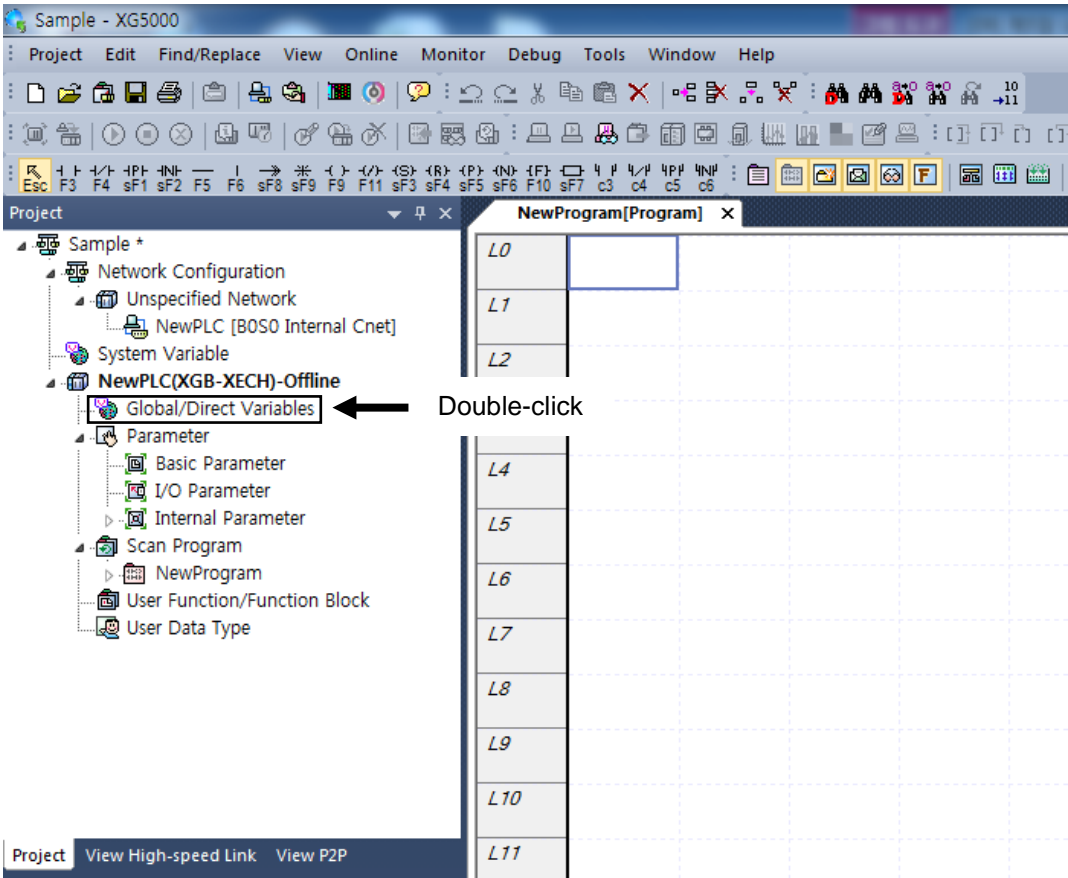 Sample - XG5000
Project Edit Find/Replace View Online Monitor Debug Tools Window Help
Esc F3 F4 sF1 sF2 F5 F6 sF8 sF9 F9 F11 sF3 sF4 sF5 sF6 F10 sF7 c3 c4 c5 c6
Project
NewProgram[Program]
Sample *
Network Configuration
Unspecified Network
NewPLC [B0S0 Internal Cnet]
System Variable
NewPLC(XGB-XECH)-Offline
Global/Direct Variables
Double-click
Parameter
Basic Parameter
I/O Parameter
Internal Parameter
Scan Program
NewProgram
User Function/Function Block
User Data Type
L0
L1
L2
L4
L5
L6
L7
L8
L9
L10
L11
Project View High-speed Link View P2P